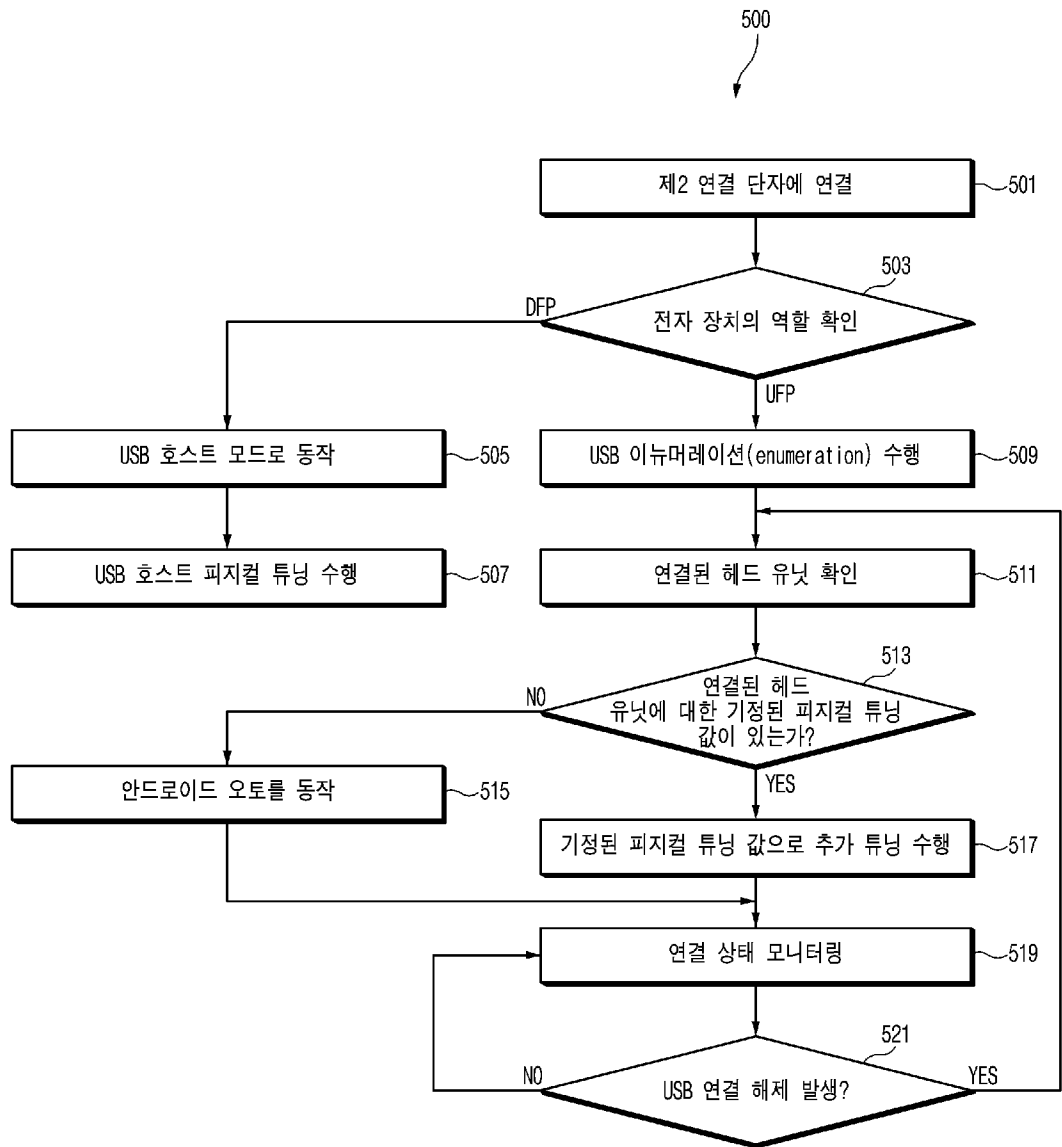 500
제2 연결 단자에 연결
501
503
전자 장치의 역할 확인
DFP
UFP
USB 호스트 모드로 동작
505
USB 이뉴머레이션(enumeration) 수행
509
USB 호스트 피지컬 튜닝 수행
507
연결된 헤드 유닛 확인
511
513
연결된 헤드
유닛에 대한 기정된 피지컬 튜닝
값이 있는가?
NO
YES
안드로이드 오토를 동작
515
기정된 피지컬 튜닝 값으로 추가 튜닝 수행
517
연결 상태 모니터링
519
521
USB 연결 해제 발생?
NO
YES